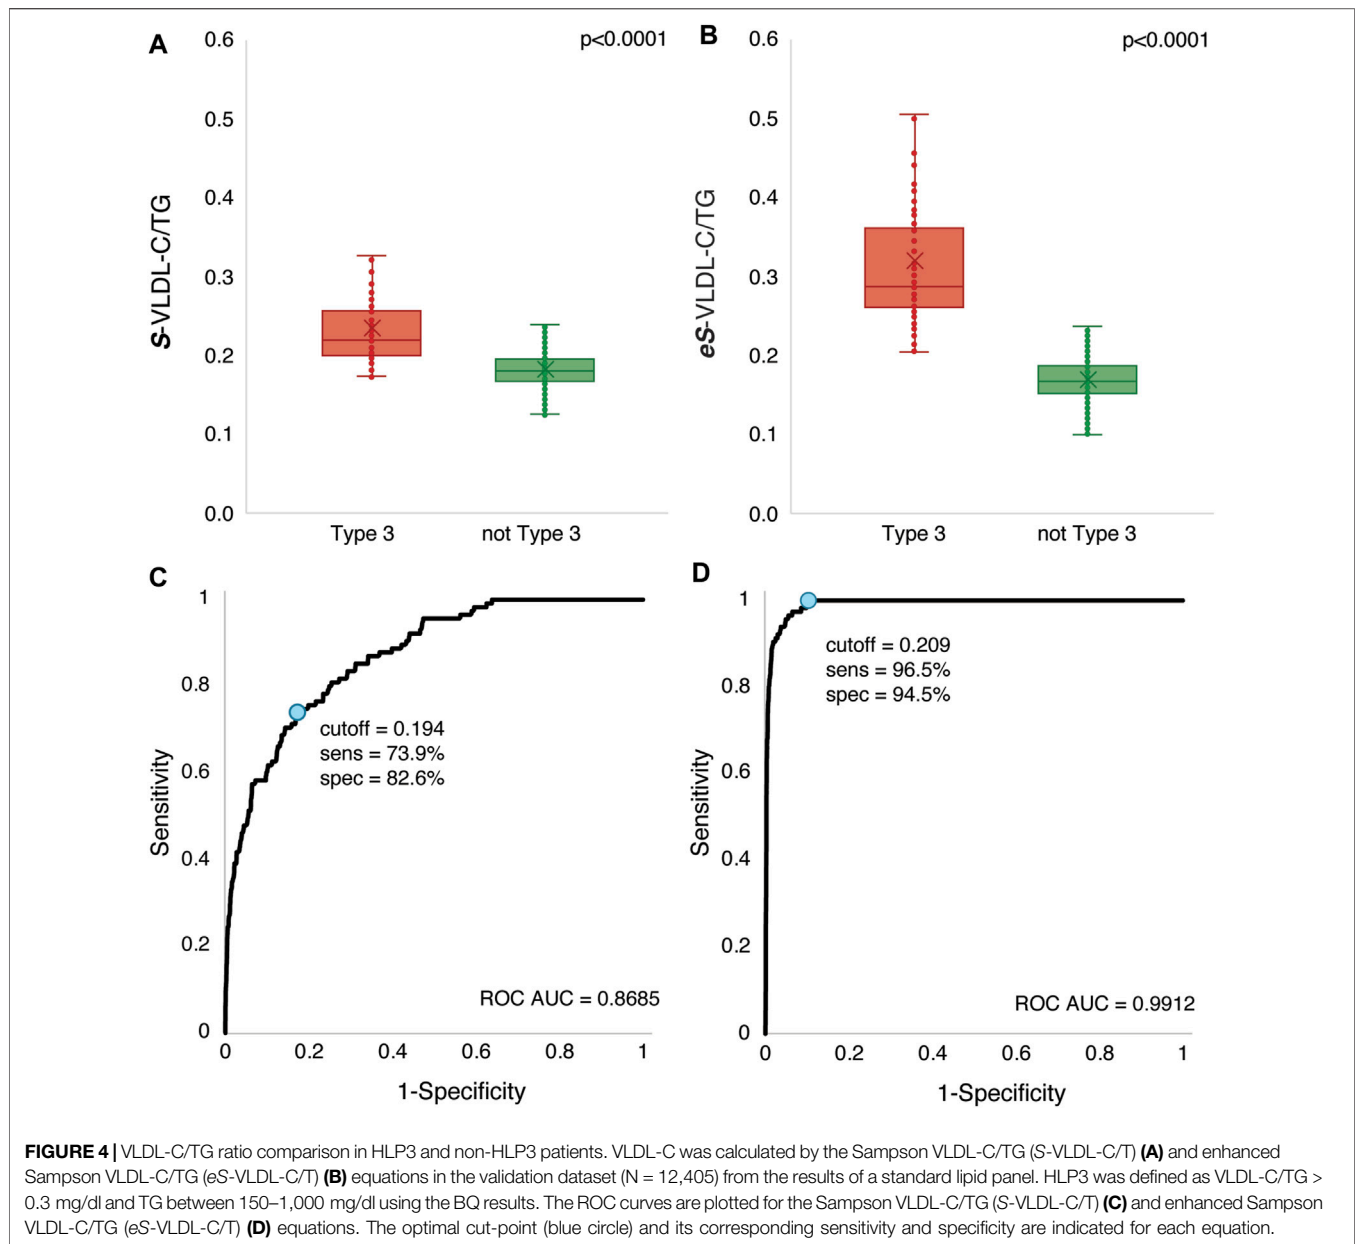 A
0.6
p<0.0001
0.5
0.4
0.3
0.2
0.1
0.0
S-VLDL-C/TG
Type 3
not Type 3
B
0.6
p<0.0001
0.5
0.4
0.3
0.2
0.1
0.0
eS-VLDL-C/TG
Type 3
not Type 3
C
1
0.8
0.6
0.4
0.2
0
Sensitivity
cutoff = 0.194
sens = 73.9%
spec = 82.6%
ROC AUC = 0.8685
0 0.2 0.4 0.6 0.8 1
1-Specificity
D
1
0.8
0.6
0.4
0.2
0
Sensitivity
cutoff = 0.209
sens = 96.5%
spec = 94.5%
ROC AUC = 0.9912
0 0.2 0.4 0.6 0.8 1
1-Specificity
FIGURE 4 | VLDL-C/TG ratio comparison in HLP3 and non-HLP3 patients. VLDL-C was calculated by the Sampson VLDL-C/TG (S-VLDL-C/T) (A) and enhanced
Sampson VLDL-C/TG (eS-VLDL-C/T) (B) equations in the validation dataset (N = 12,405) from the results of a standard lipid panel. HLP3 was defined as VLDL-C/TG >
0.3 mg/dl and TG between 150–1,000 mg/dl using the BQ results. The ROC curves are plotted for the Sampson VLDL-C/TG (S-VLDL-C/T) (C) and enhanced Sampson
VLDL-C/TG (eS-VLDL-C/T) (D) equations. The optimal cut-point (blue circle) and its corresponding sensitivity and specificity are indicated for each equation.